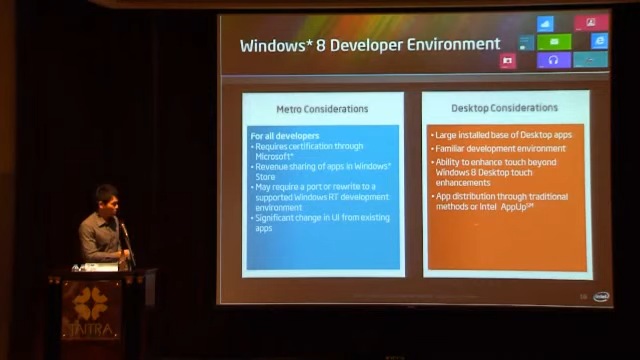 Windows* 8 Developer Environment
Metro Considerations
For all developers
• Requires certification through
Microsoft*
• Revenue sharing of apps in Windows*
Store
• May require a port or rewrite to a
supported Windows RT development
environment
• Significant change in UI from existing
apps
Desktop Considerations
• Large installed base of Desktop apps
• Familiar development environment
• Ability to enhance touch beyond
Windows 8 Desktop touch
enhancements
• App distribution through traditional
methods or Intel AppUp℠
intel
TAITRA